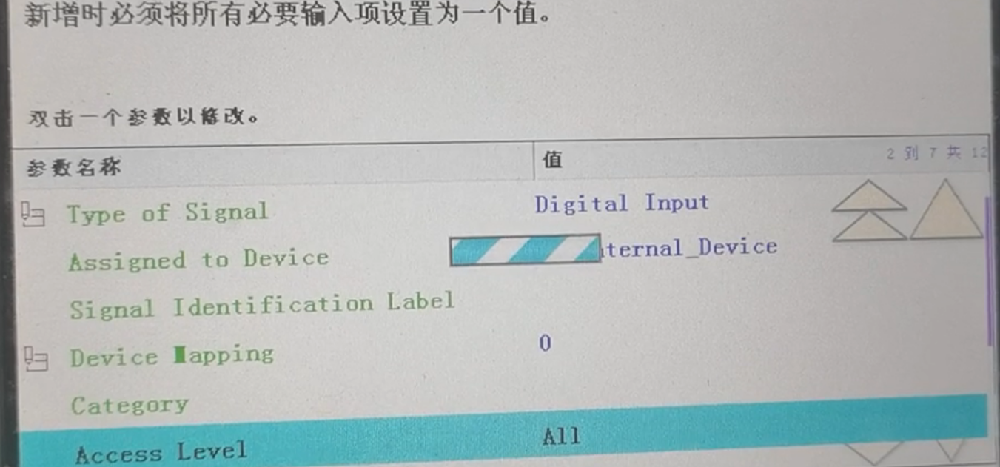 新增时必须将所有必要输入项设置为一个值。
双击一个参数以修改。
参数名称 值 2 到 7 共 12
Type of Signal Digital Input
Assigned to Device ternal_Device
Signal Identification Label
Device Mapping 0
Category
Access Level All